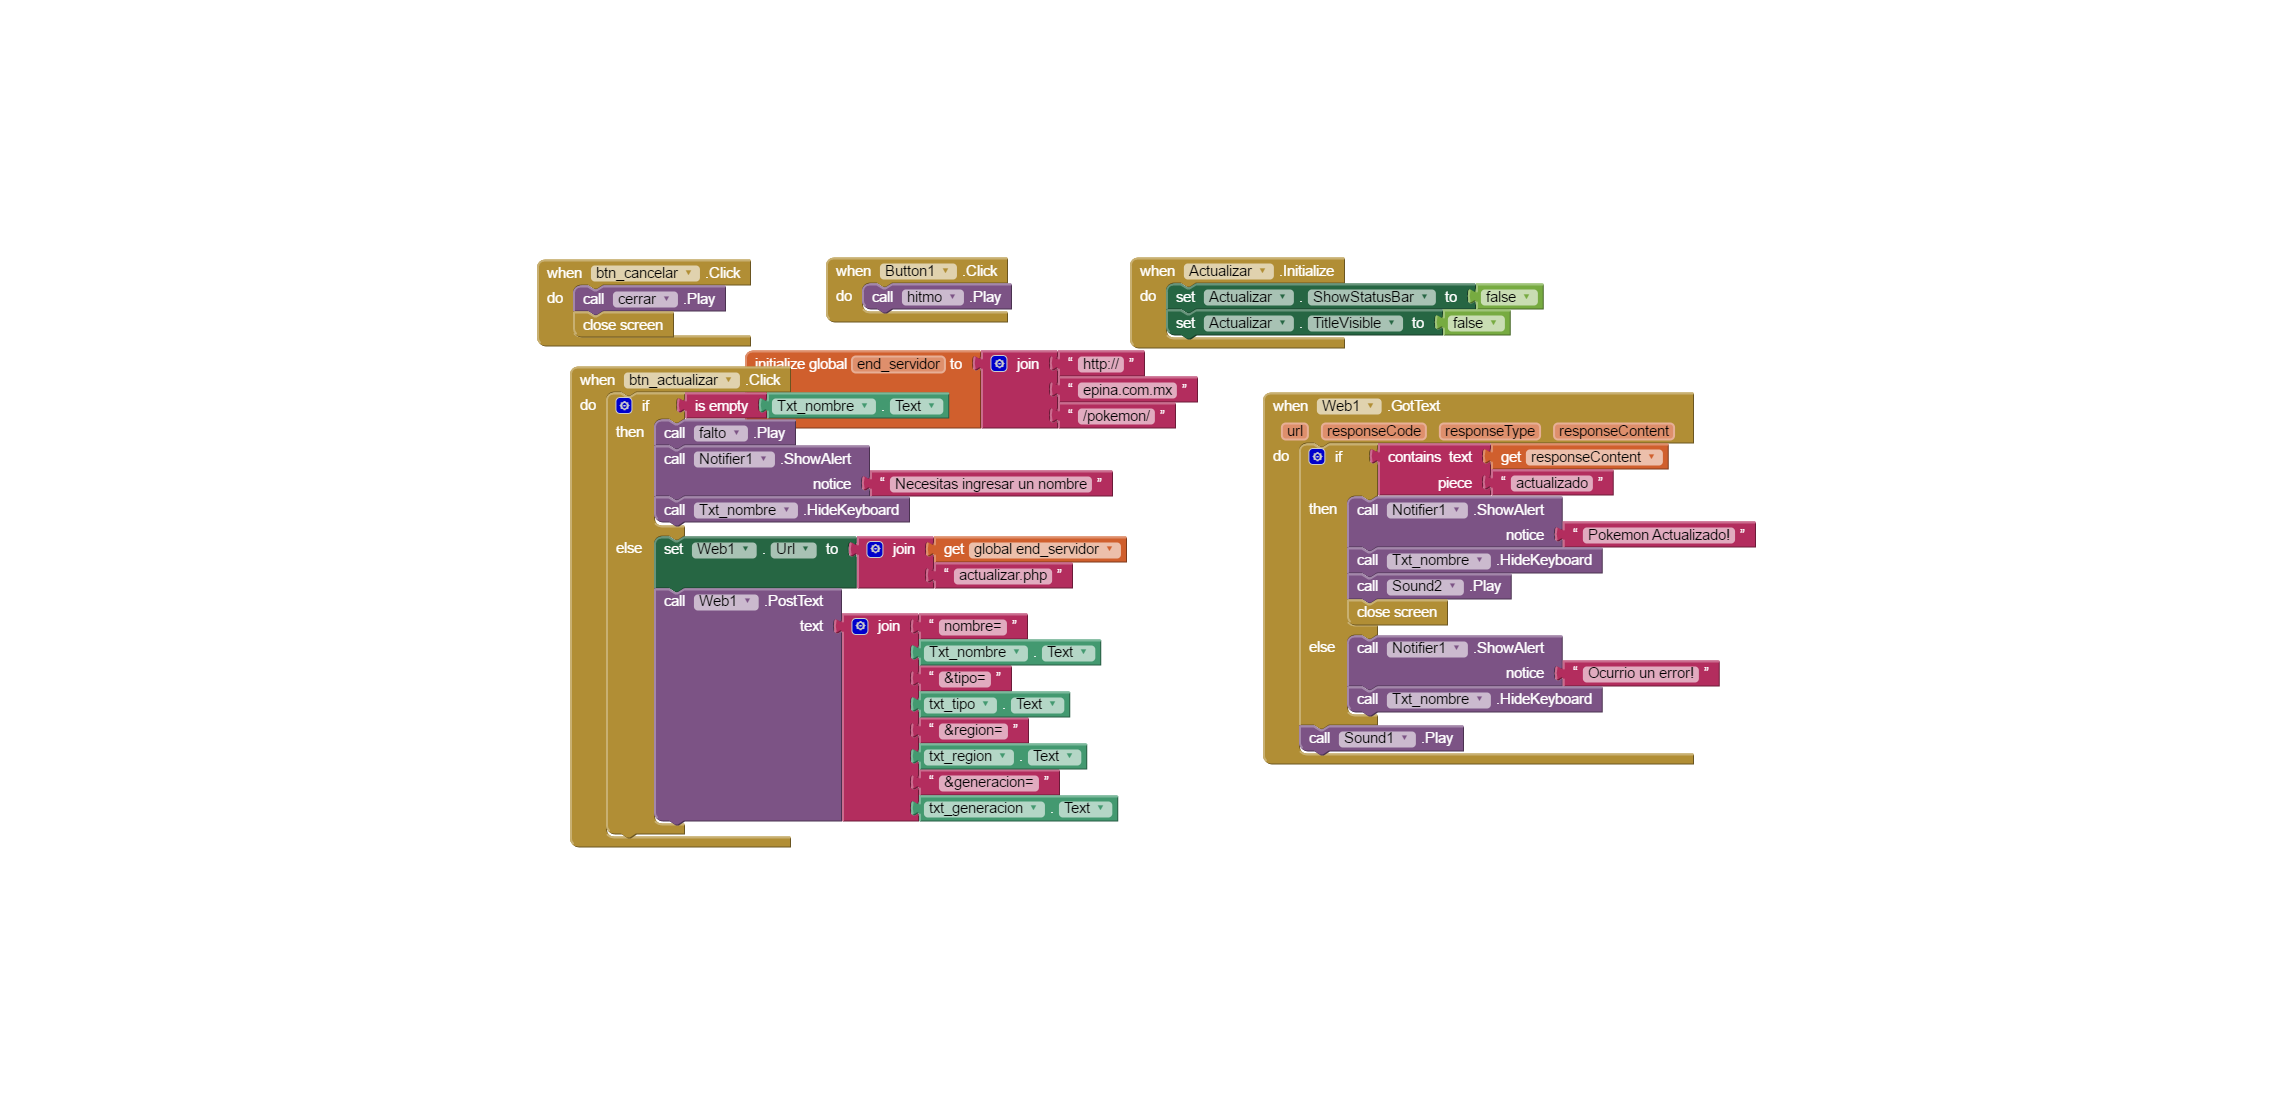 when btn_cancelar .Click
do call cerrar .Play
close screen
when Button1 .Click
do call hitmo .Play
when Actualizar .Initialize
do set Actualizar . ShowStatusBar to false
set Actualizar . TitleVisible to false
initialize global end_servidor to join " http:// "
" epina.com.mx "
" /pokemon/ "
when btn_actualizar .Click
do if is empty Txt_nombre . Text
then call falto .Play
call Notifier1 .ShowAlert
notice " Necesitas ingresar un nombre "
call Txt_nombre .HideKeyboard
else set Web1 . Url to join get global end_servidor
" actualizar.php "
call Web1 .PostText
text join " nombre= "
Txt_nombre . Text
" &tipo= "
txt_tipo . Text
" &region= "
txt_region . Text
" &generacion= "
txt_generacion . Text
when Web1 .GotText
url responseCode responseType responseContent
do if contains text get responseContent
piece " actualizado "
then call Notifier1 .ShowAlert
notice " Pokemon Actualizado! "
call Txt_nombre .HideKeyboard
call Sound2 .Play
close screen
else call Notifier1 .ShowAlert
notice " Ocurrio un error! "
call Txt_nombre .HideKeyboard
call Sound1 .Play